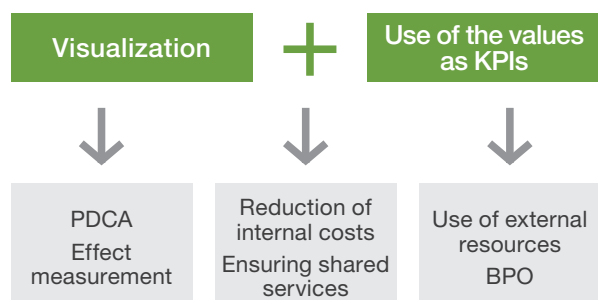 Visualization
+
Use of the values
as KPIs
PDCA
Effect
measurement
Reduction of
internal costs
Ensuring shared
services
Use of external
resources
BPO